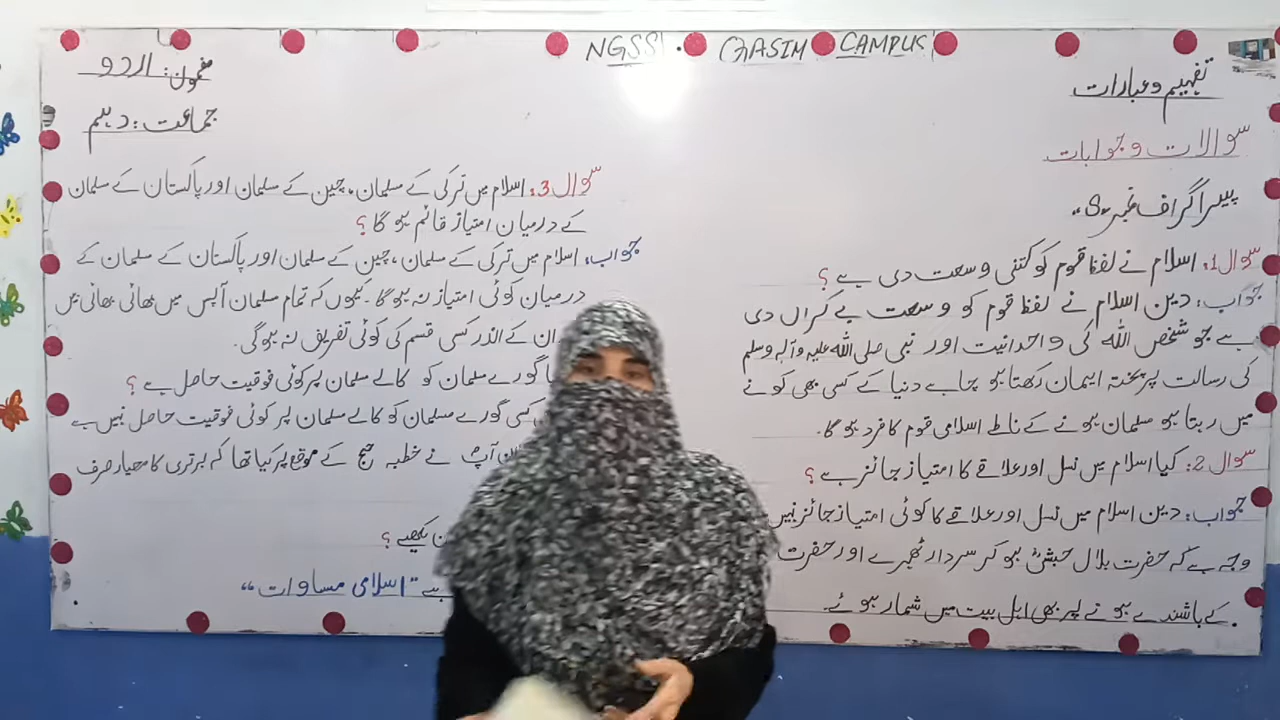 NGSS. QASIM CAMPUS
تفہیم و عبارات
مضمون: اردو
جماعت: دہم
سوالات و جوابات
پیراگراف نمبر "5"
سوال 1: اسلام نے لفظ قوم کو کتنی وسعت دی ہے؟
جواب: دین اسلام نے لفظ قوم کو وسعت بے کراں دی
ہے جو شخص اللہ کی واحدانیت اور نبی صلی اللہ علیہ وآلہ وسلم
کی رسالت پر پختہ ایمان رکھتا ہو چاہے دنیا کے کسی بھی کونے
میں رہتا ہو مسلمان ہونے کے ناطے اسلامی قوم کا فرد ہوگا۔
سوال 2: کیا اسلام میں نسل اور علاقے کا امتیاز جائز ہے؟
جواب: دین اسلام میں نسل اور علاقے کا کوئی امتیاز جائز نہیں
وجہ ہے کہ حضرت بلال حبشیؓ ہو کر سردار ٹھہرے اور حضرت
کے باشندے ہونے پر بھی اہل بیت میں شمار ہوئے۔
سوال 3: اسلام میں ترکی کے مسلمان، چین کے مسلمان اور پاکستان کے مسلمان
کے درمیان امتیاز قائم ہوگا؟
جواب: اسلام میں ترکی کے مسلمان، چین کے مسلمان اور پاکستان کے مسلمان کے
درمیان کوئی امتیاز نہ ہوگا۔ کیوں کہ تمام مسلمان آپس میں بھائی بھائی ہیں
ان کے اندر کسی قسم کی کوئی تفریق نہ ہوگی۔
گورے مسلمان کو کالے مسلمان پر کوئی فوقیت حاصل ہے؟
کسی گورے مسلمان کو کالے مسلمان پر کوئی فوقیت حاصل نہیں ہے
آپؐ نے خطبہ حج کے موقع پر کیا تھا کہ برتری کا معیار صرف
لکھیے؟
ہے "اسلامی مساوات"